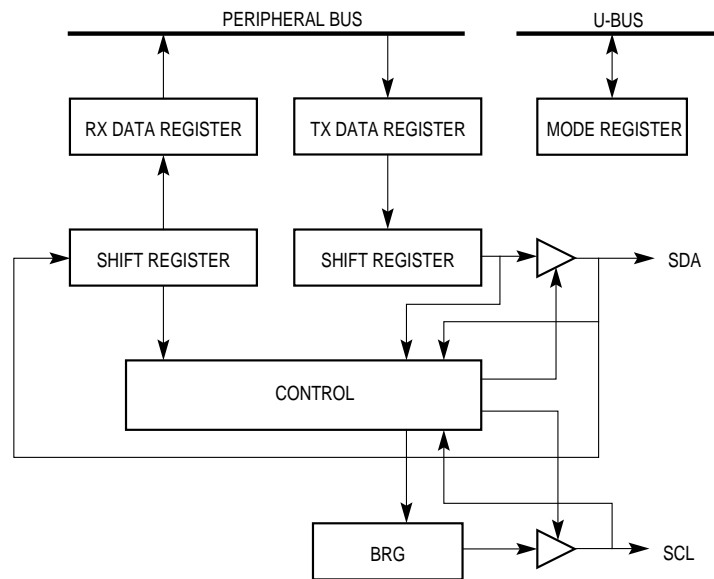 PERIPHERAL BUS
U-BUS
RX DATA REGISTER
TX DATA REGISTER
MODE REGISTER
SHIFT REGISTER
SHIFT REGISTER
SDA
CONTROL
BRG
SCL